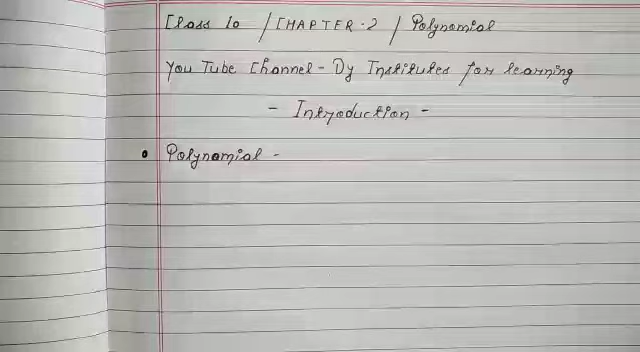 Class 10 / CHAPTER-2 / Polynomial
You Tube Channel - Dy Institutes for learning
- Introduction -
• Polynomial -